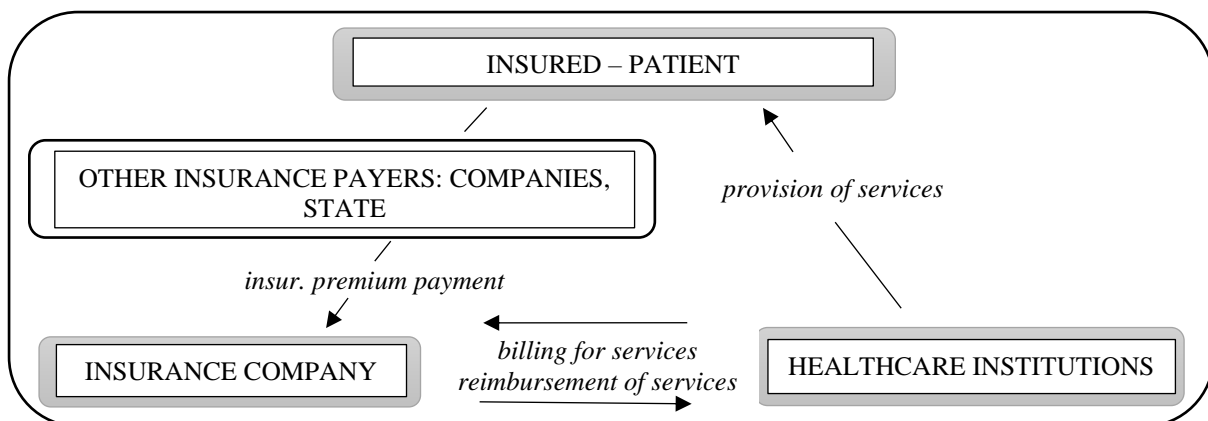 INSURED – PATIENT
OTHER INSURANCE PAYERS: COMPANIES,
STATE
provision of services
insur. premium payment
INSURANCE COMPANY
billing for services
reimbursement of services
HEALTHCARE INSTITUTIONS